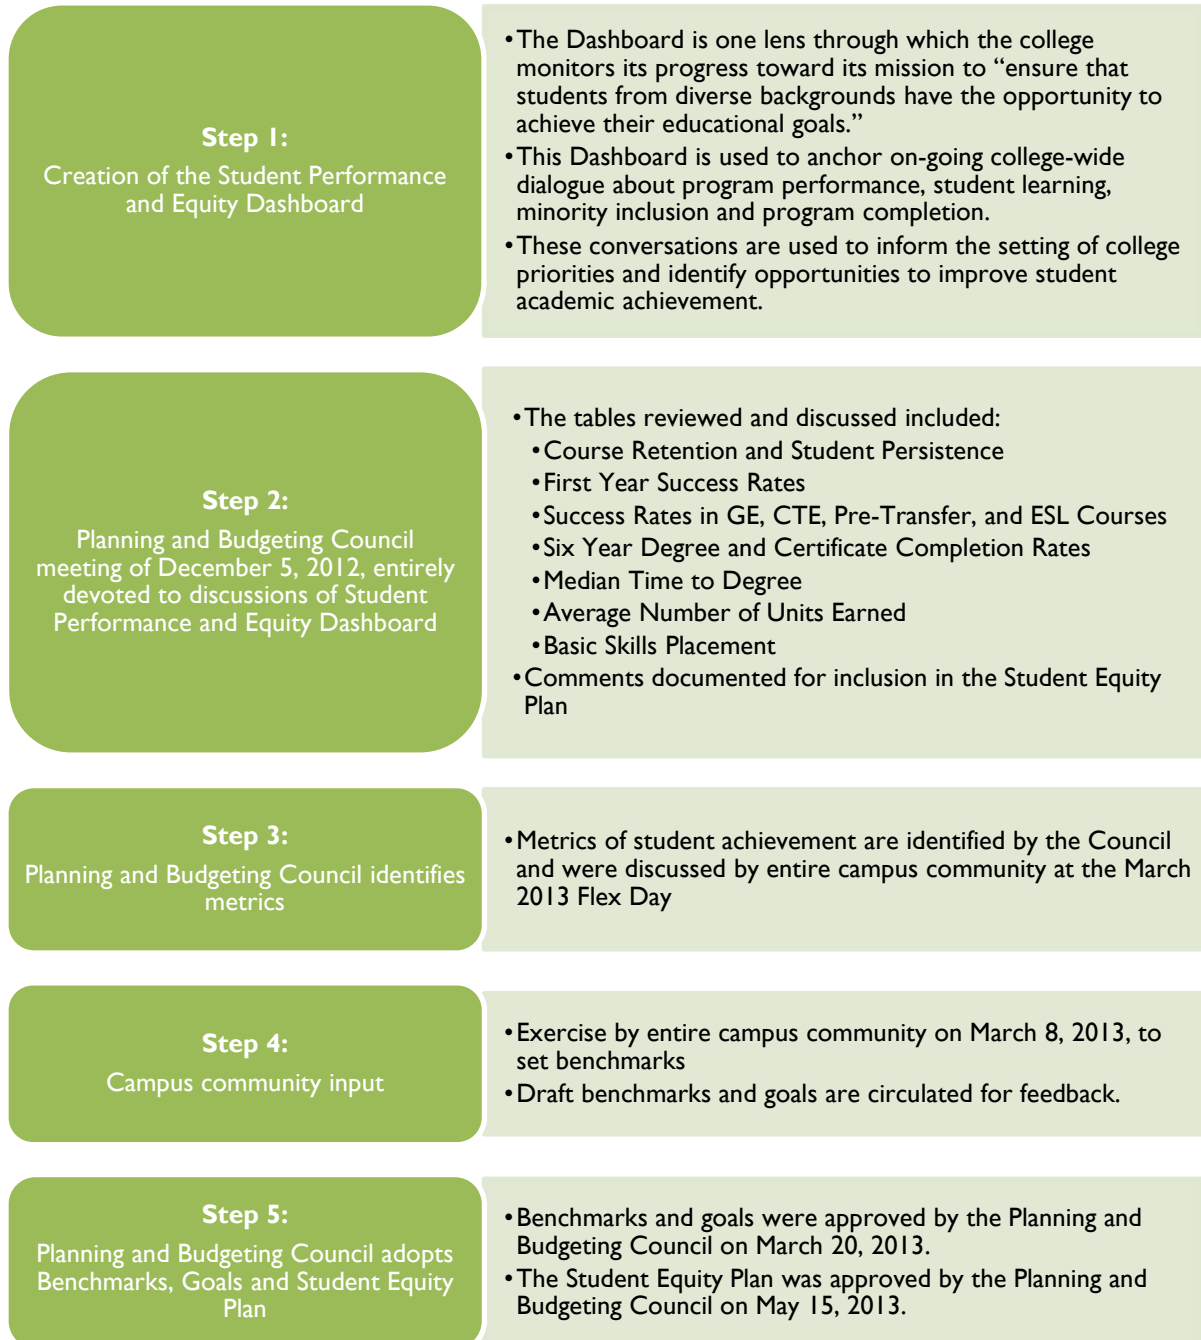 Step 1:
Creation of the Student Performance
and Equity Dashboard
•The Dashboard is one lens through which the college
monitors its progress toward its mission to “ensure that
students from diverse backgrounds have the opportunity to
achieve their educational goals.”
•This Dashboard is used to anchor on-going college-wide
dialogue about program performance, student learning,
minority inclusion and program completion.
•These conversations are used to inform the setting of college
priorities and identify opportunities to improve student
academic achievement.
Step 2:
Planning and Budgeting Council
meeting of December 5, 2012, entirely
devoted to discussions of Student
Performance and Equity Dashboard
•The tables reviewed and discussed included:
•Course Retention and Student Persistence
•First Year Success Rates
•Success Rates in GE, CTE, Pre-Transfer, and ESL Courses
•Six Year Degree and Certificate Completion Rates
•Median Time to Degree
•Average Number of Units Earned
•Basic Skills Placement
•Comments documented for inclusion in the Student Equity
Plan
Step 3:
Planning and Budgeting Council identifies
metrics
•Metrics of student achievement are identified by the Council
and were discussed by entire campus community at the March
2013 Flex Day
Step 4:
Campus community input
•Exercise by entire campus community on March 8, 2013, to
set benchmarks
•Draft benchmarks and goals are circulated for feedback.
Step 5:
Planning and Budgeting Council adopts
Benchmarks, Goals and Student Equity
Plan
•Benchmarks and goals were approved by the Planning and
Budgeting Council on March 20, 2013.
•The Student Equity Plan was approved by the Planning and
Budgeting Council on May 15, 2013.